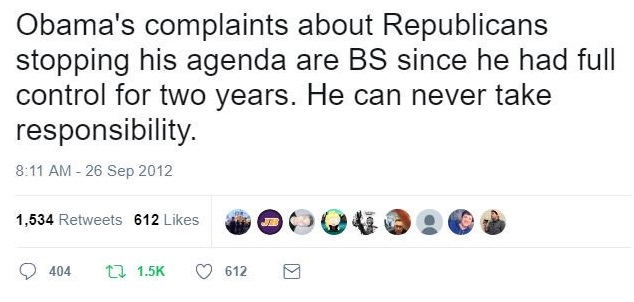 Obama's complaints about Republicans
stopping his agenda are BS since he had full
control for two years. He can never take
responsibility.
8:11 AM - 26 Sep 2012
1,534 Retweets 612 Likes
404 1.5K 612